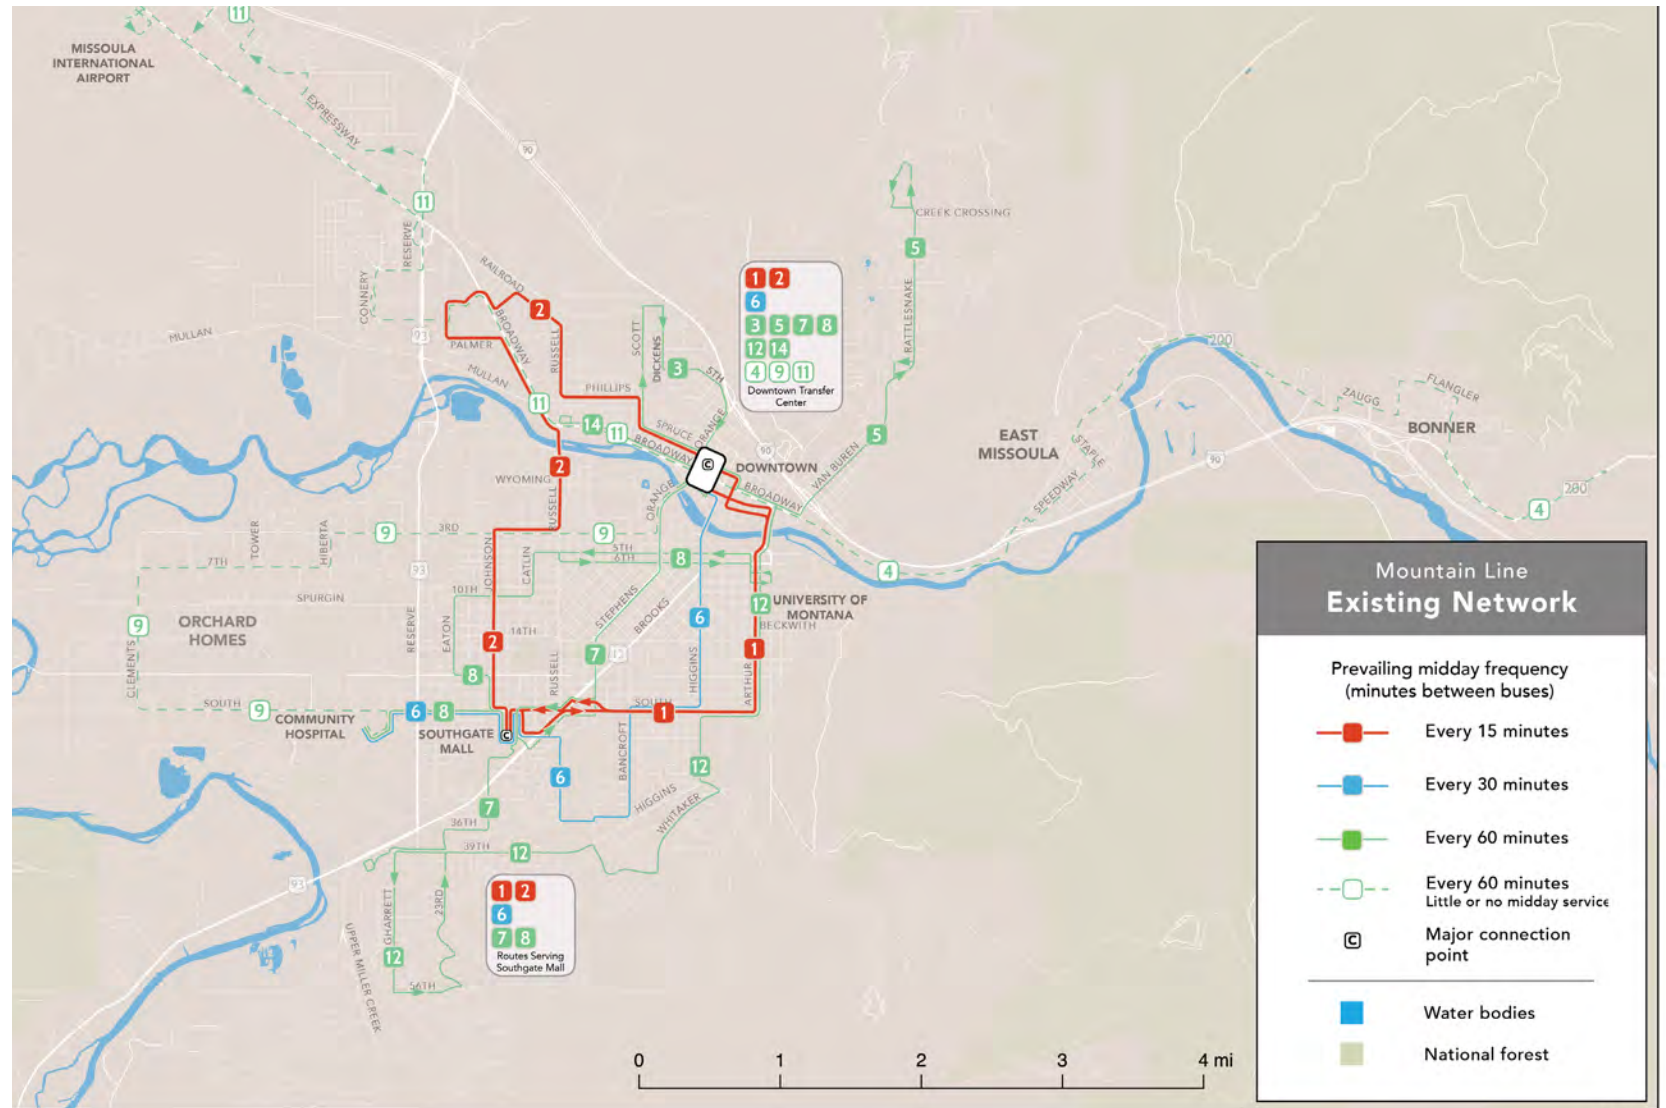 11
MISSOULA
INTERNATIONAL
AIRPORT
EXPRESSWAY
90
11
RESERVE
CREEK CROSSING
5
RAILROAD
CONNERY
2
1 2
6
3 5 7 8
12 14
4 9 11
Downtown Transfer
Center
BROADWAY
RUSSELL
SCOTT
DICKENS
RATTLESNAKE
MULLAN
93
PALMER
200
MULLAN
3
5TH
PHILLIPS
ZAUGG
FLANGLER
11
14
11
SPRUCE
ORANGE
BROADWAY
5
VAN BUREN
EAST
MISSOULA
BONNER
STAPLE
90
90
C
DOWNTOWN
2
WYOMING
ORANGE
BROADWAY
SPEEDWAY
200
4
RUSSELL
9
3RD
9
TOWER
HIBERTA
7TH
5TH
6TH
8
4
93
JOHNSON
CATLIN
10TH
SPURGIN
STEPHENS
BROOKS
12
UNIVERSITY OF
MONTANA
BECKWITH
9
ORCHARD
HOMES
RESERVE
EATON
14TH
2
6
1
7
12
CLEMENTS
8
RUSSELL
HIGGINS
ARTHUR
SOUTH
9
COMMUNITY
HOSPITAL
6
8
SOUTHGATE
MALL
C
SOUTH
1
BANCROFT
6
12
7
HIGGINS
WHITAKER
36TH
39TH
12
93
1 2
6
7 8
Routes Serving
Southgate Mall
GHARRETT
23RD
UPPER MILLER CREEK
12
56TH
0 1 2 3 4 mi
Mountain Line
Existing Network
Prevailing midday frequency
(minutes between buses)
Every 15 minutes
Every 30 minutes
Every 60 minutes
Every 60 minutes
Little or no midday service
C
Major connection
point
Water bodies
National forest